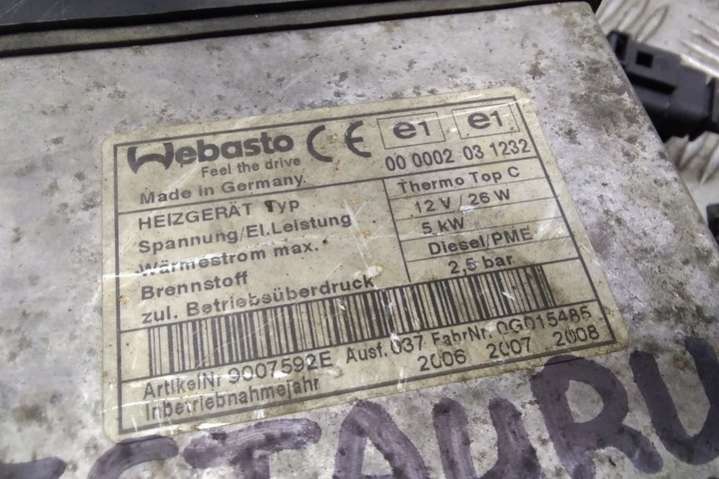 Webasto CE e1 e1
Feel the drive 00 0002 03 1232
Made in Germany.
HEIZGERÄT Typ Thermo Top C
Spannung/El.Leistung 12 V / 26 W
Wärmestrom max. 5 kW
Brennstoff Diesel/PME
zul. Betriebsüberdruck 2,5 bar
ArtikelNr 9007592E Ausf. 037 FabrNr. 0G015485
Inbetriebnahmejahr 2006 2007 2008